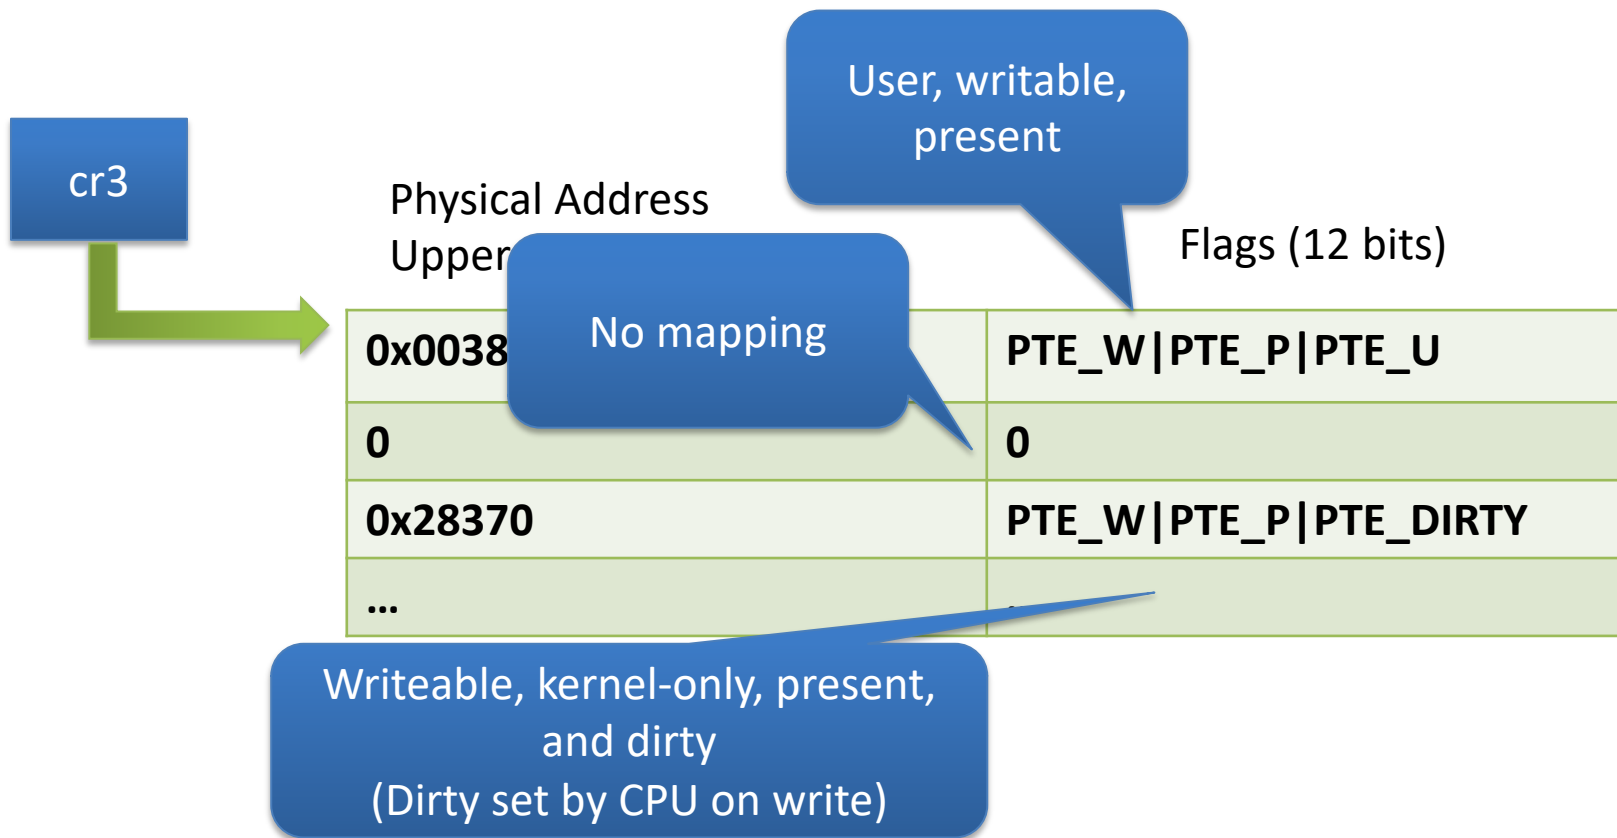 User, writable,
present
cr3
Physical Address
Upper
Flags (12 bits)
No mapping
0x0038
PTE_W|PTE_P|PTE_U
0
0
0x28370
PTE_W|PTE_P|PTE_DIRTY
…
Writeable, kernel-only, present,
and dirty
(Dirty set by CPU on write)